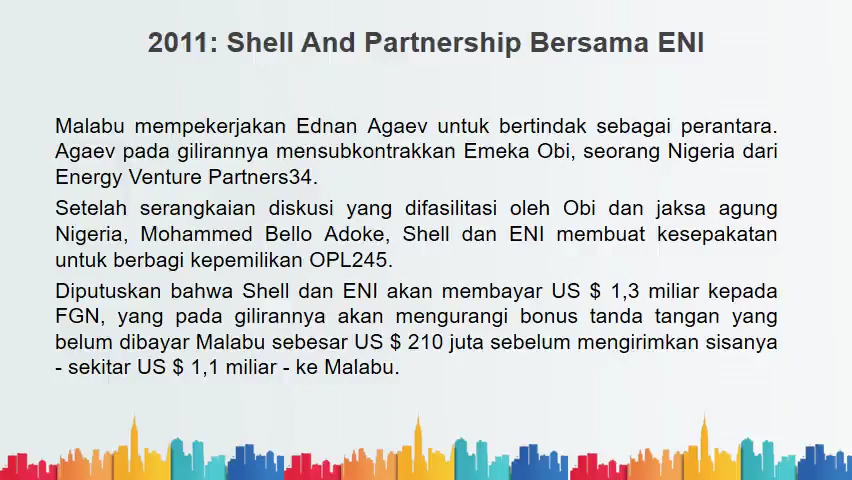 2011: Shell And Partnership Bersama ENI
Malabu mempekerjakan Ednan Agaev untuk bertindak sebagai perantara.
Agaev pada gilirannya mensubkontrakkan Emeka Obi, seorang Nigeria dari
Energy Venture Partners34.
Setelah serangkaian diskusi yang difasilitasi oleh Obi dan jaksa agung
Nigeria, Mohammed Bello Adoke, Shell dan ENI membuat kesepakatan
untuk berbagi kepemilikan OPL245.
Diputuskan bahwa Shell dan ENI akan membayar US $ 1,3 miliar kepada
FGN, yang pada gilirannya akan mengurangi bonus tanda tangan yang
belum dibayar Malabu sebesar US $ 210 juta sebelum mengirimkan sisanya
- sekitar US $ 1,1 miliar - ke Malabu.